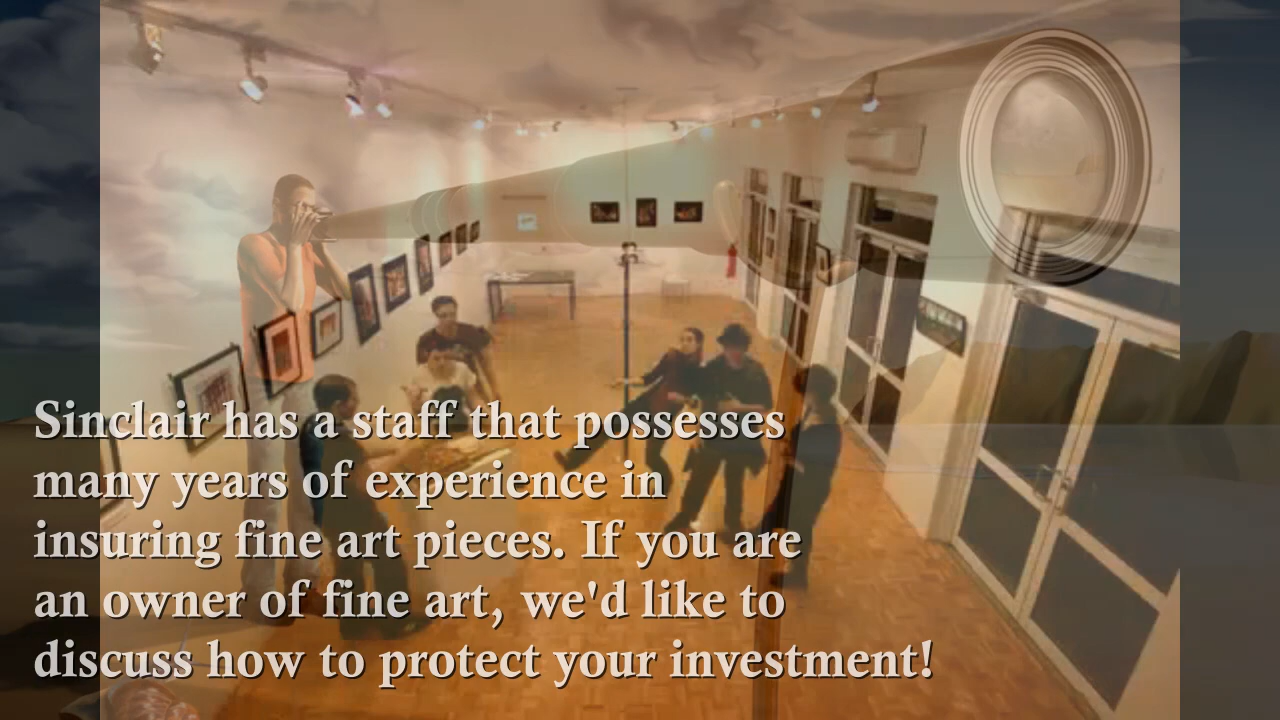 Sinclair has a staff that possesses
many years of experience in
insuring fine art pieces. If you are
an owner of fine art, we'd like to
discuss how to protect your investment!